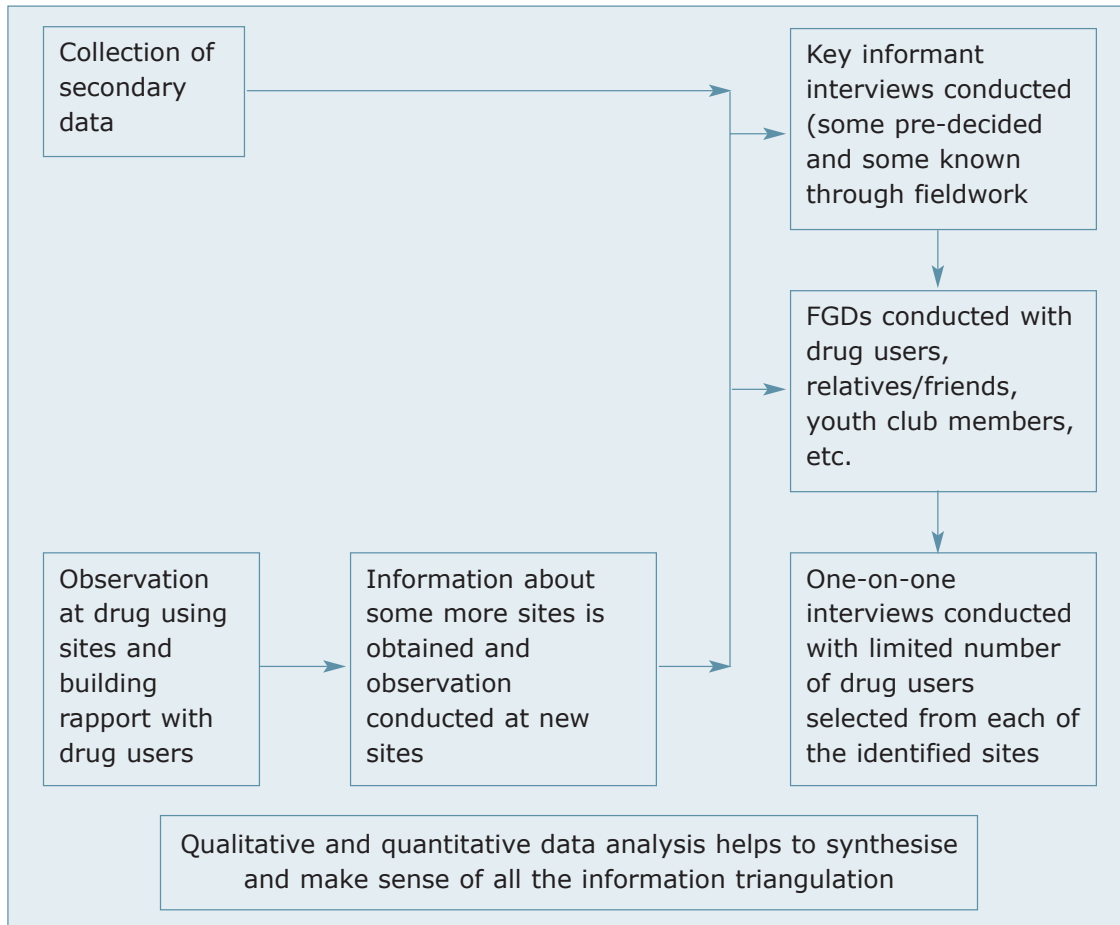 Collection of
secondary
data
Key informant
interviews conducted
(some pre-decided
and some known
through fieldwork
FGDs conducted with
drug users,
relatives/friends,
youth club members,
etc.
Observation
at drug using
sites and
building
rapport with
drug users
Information about
some more sites is
obtained and
observation
conducted at new
sites
One-on-one
interviews conducted
with limited number
of drug users
selected from each of
the identified sites
Qualitative and quantitative data analysis helps to synthesise
and make sense of all the information triangulation